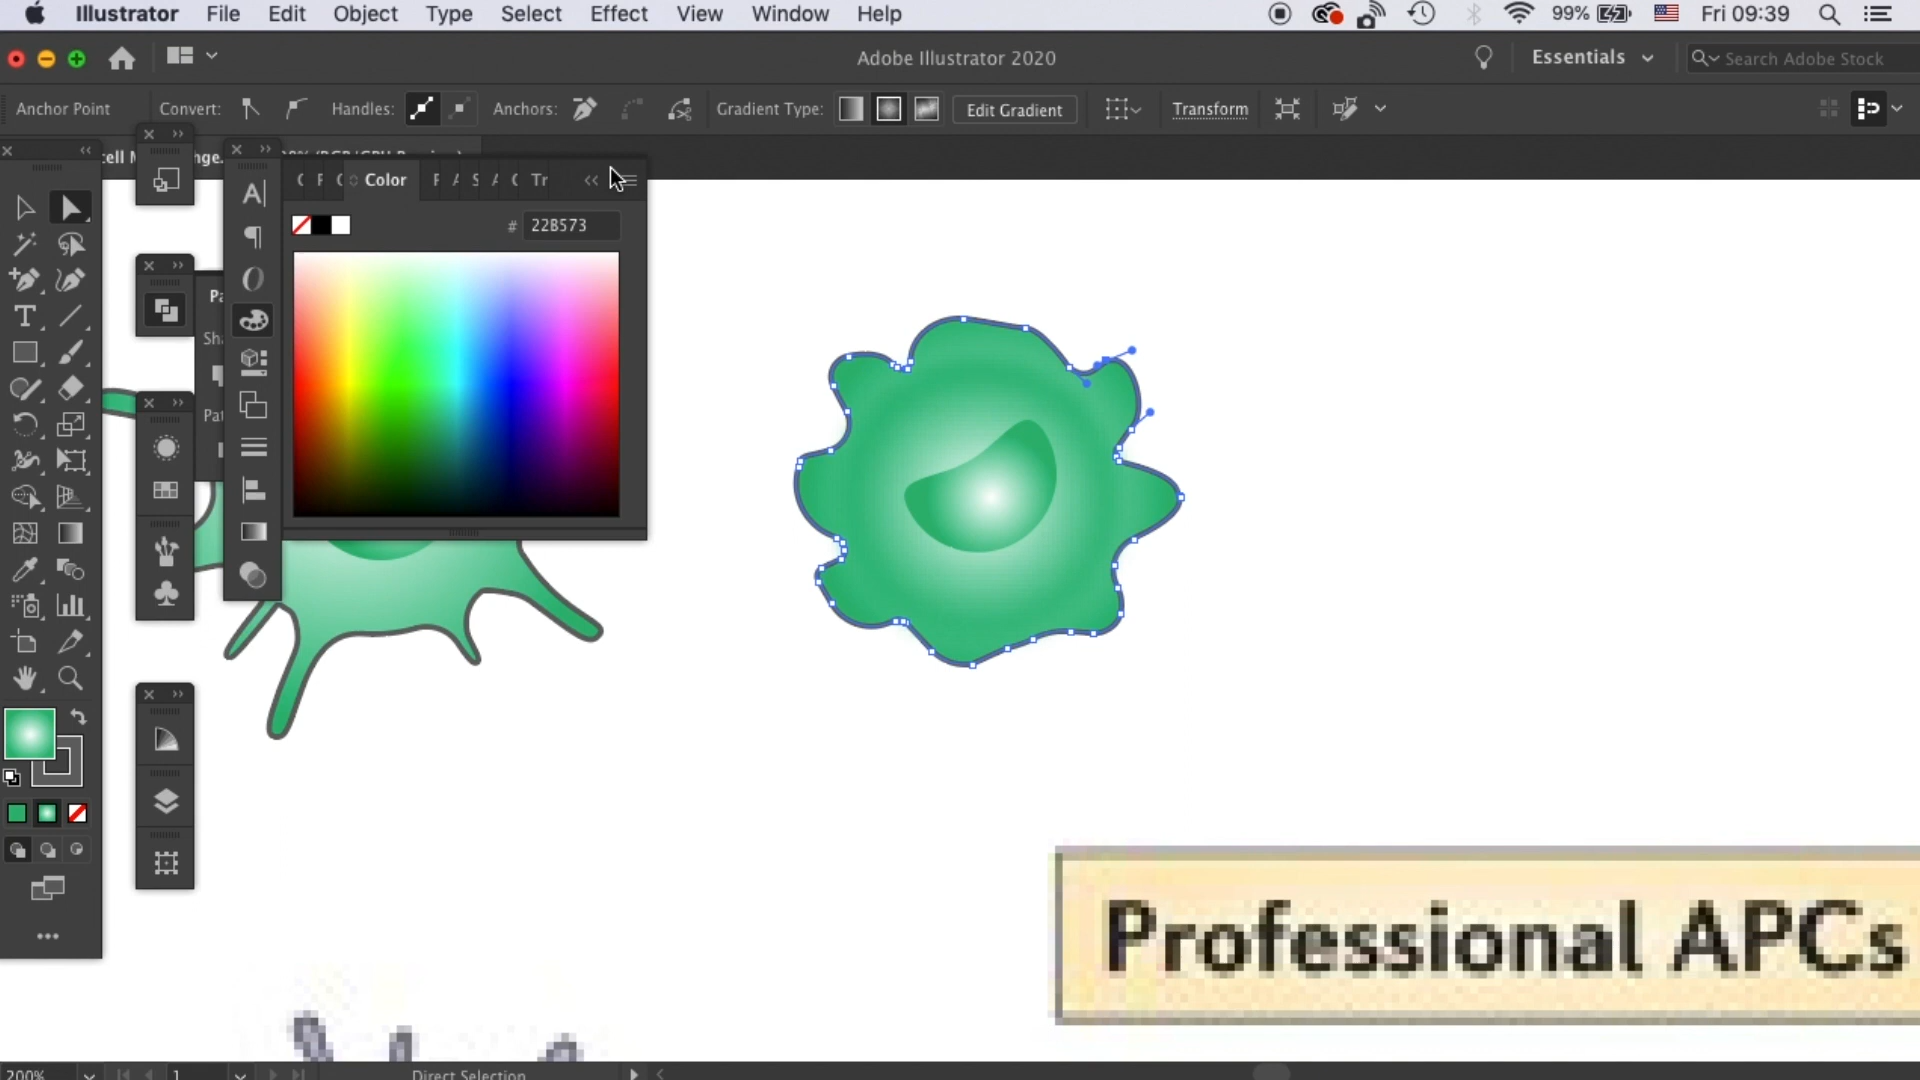 Illustrator File Edit Object Type Select Effect View Window Help 99% Fri 09:39
Adobe Illustrator 2020 Essentials Search Adobe Stock
Anchor Point Convert: Handles: Anchors: Gradient Type: Edit Gradient Transform
Color Tr
# 22B573
Professional APCs
200% 1 Direct Selection